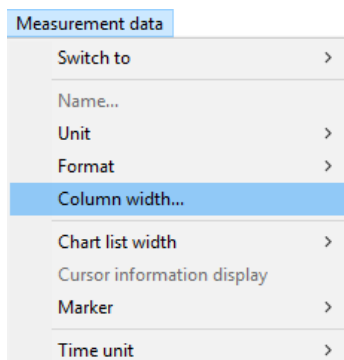 Measurement data
Switch to
Name...
Unit
Format
Column width...
Chart list width
Cursor information display
Marker
Time unit